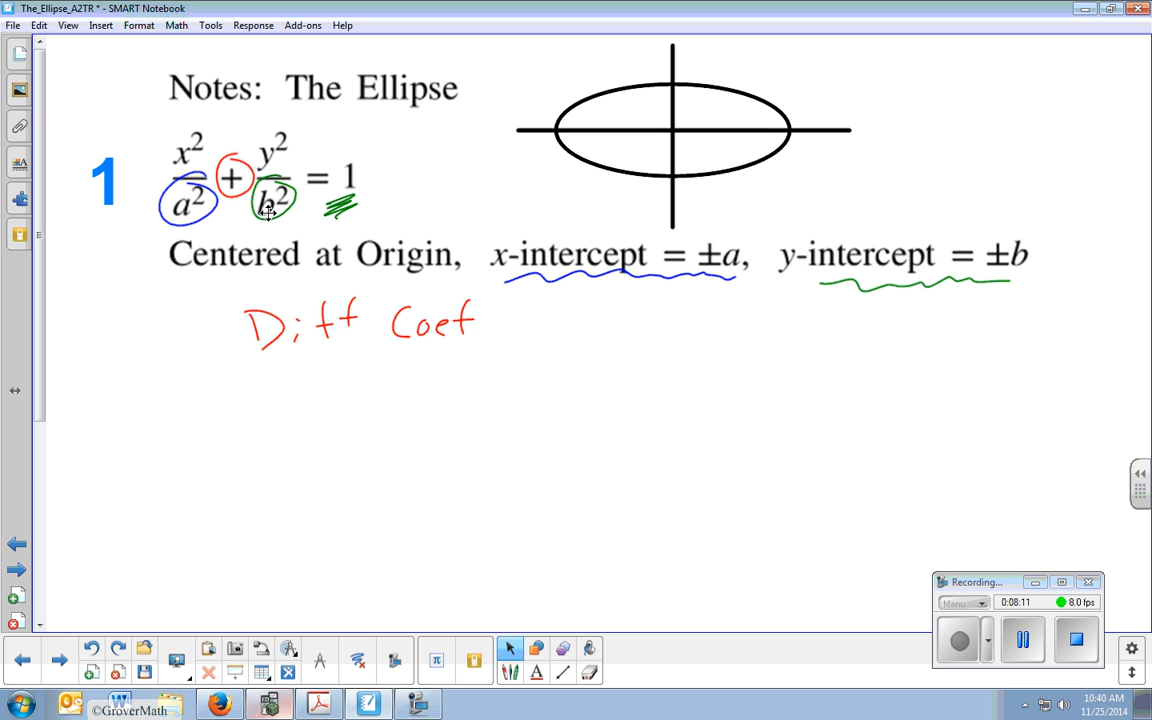 The_Ellipse_A2TR * - SMART Notebook
File Edit View Insert Format Math Tools Response Add-ons Help
Notes: The Ellipse
1
x² / a² + y² / b² = 1
Centered at Origin, x-intercept = ±a, y-intercept = ±b
Diff Coef
Recording...
Menu 0:08:11 8.0 fps
©GroverMath
10:40 AM
11/25/2014